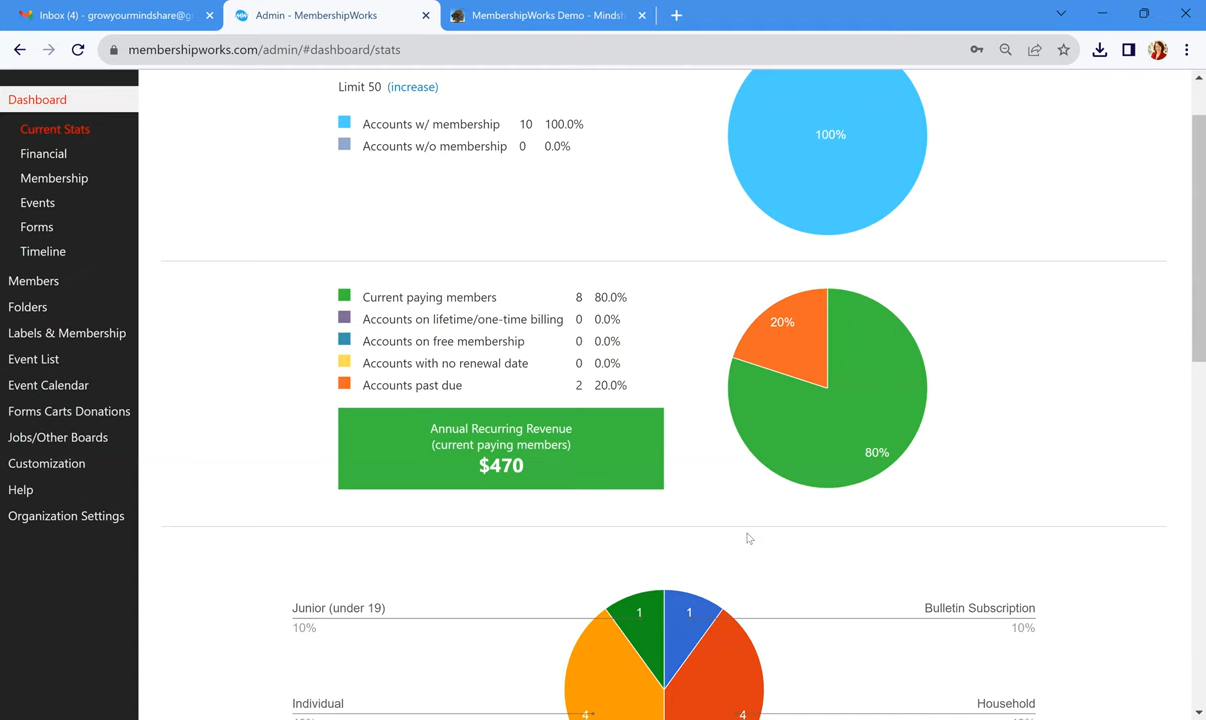 Inbox (4) - growyourmindshare@g
Admin - MembershipWorks
MembershipWorks Demo - Mindsh
membershipworks.com/admin/#dashboard/stats
Dashboard
Current Stats
Financial
Membership
Events
Forms
Timeline
Members
Folders
Labels & Membership
Event List
Event Calendar
Forms Carts Donations
Jobs/Other Boards
Customization
Help
Organization Settings
Limit 50 (increase)
Accounts w/ membership 10 100.0%
Accounts w/o membership 0 0.0%
100%
Current paying members 8 80.0%
Accounts on lifetime/one-time billing 0 0.0%
Accounts on free membership 0 0.0%
Accounts with no renewal date 0 0.0%
Accounts past due 2 20.0%
Annual Recurring Revenue
(current paying members)
$470
20%
80%
Junior (under 19)
10%
1
1
Bulletin Subscription
10%
Individual
4
4
Household